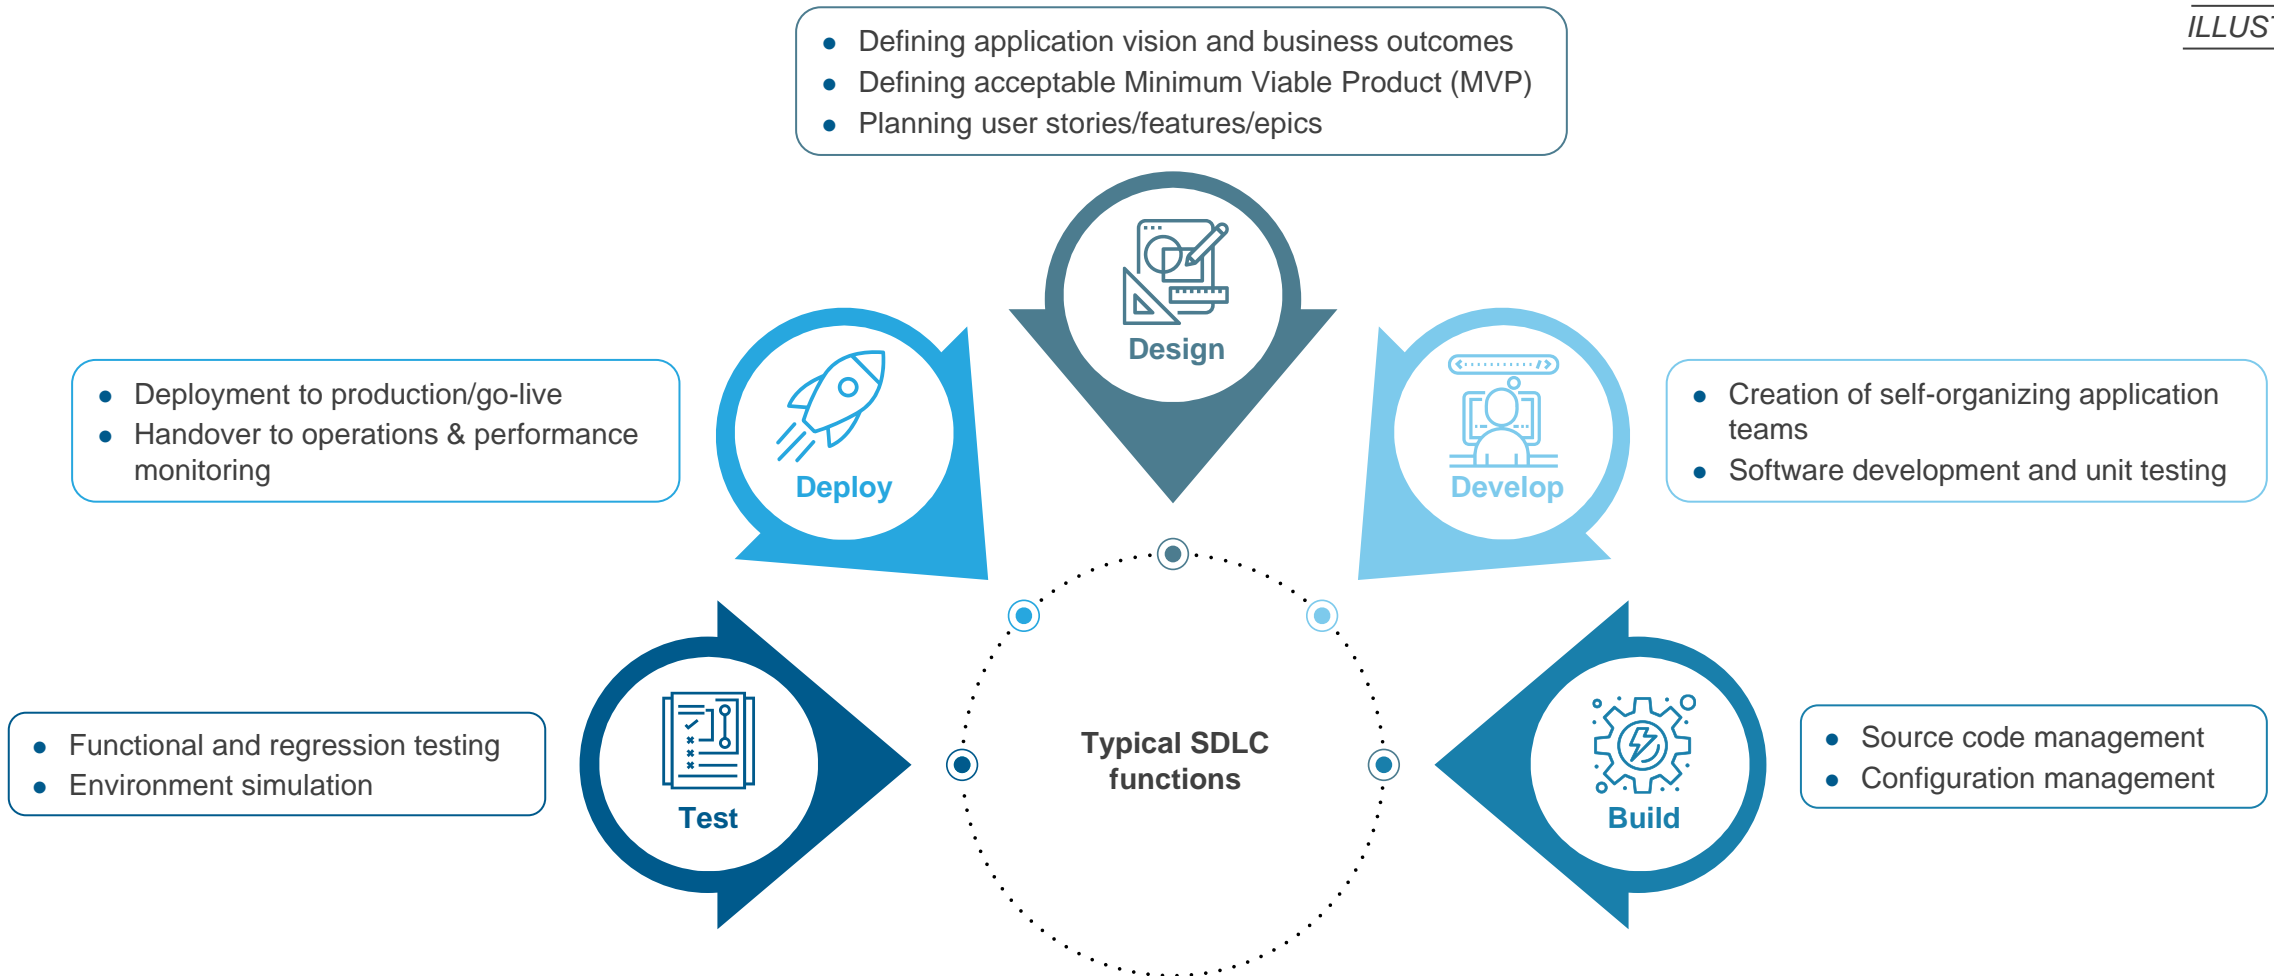 ● Defining application vision and business outcomes
● Defining acceptable Minimum Viable Product (MVP)
● Planning user stories/features/epics
Design
● Deployment to production/go-live
● Handover to operations & performance
monitoring
Deploy
Develop
● Creation of self-organizing application
teams
● Software development and unit testing
● Functional and regression testing
● Environment simulation
Test
Typical SDLC
functions
Build
● Source code management
● Configuration management